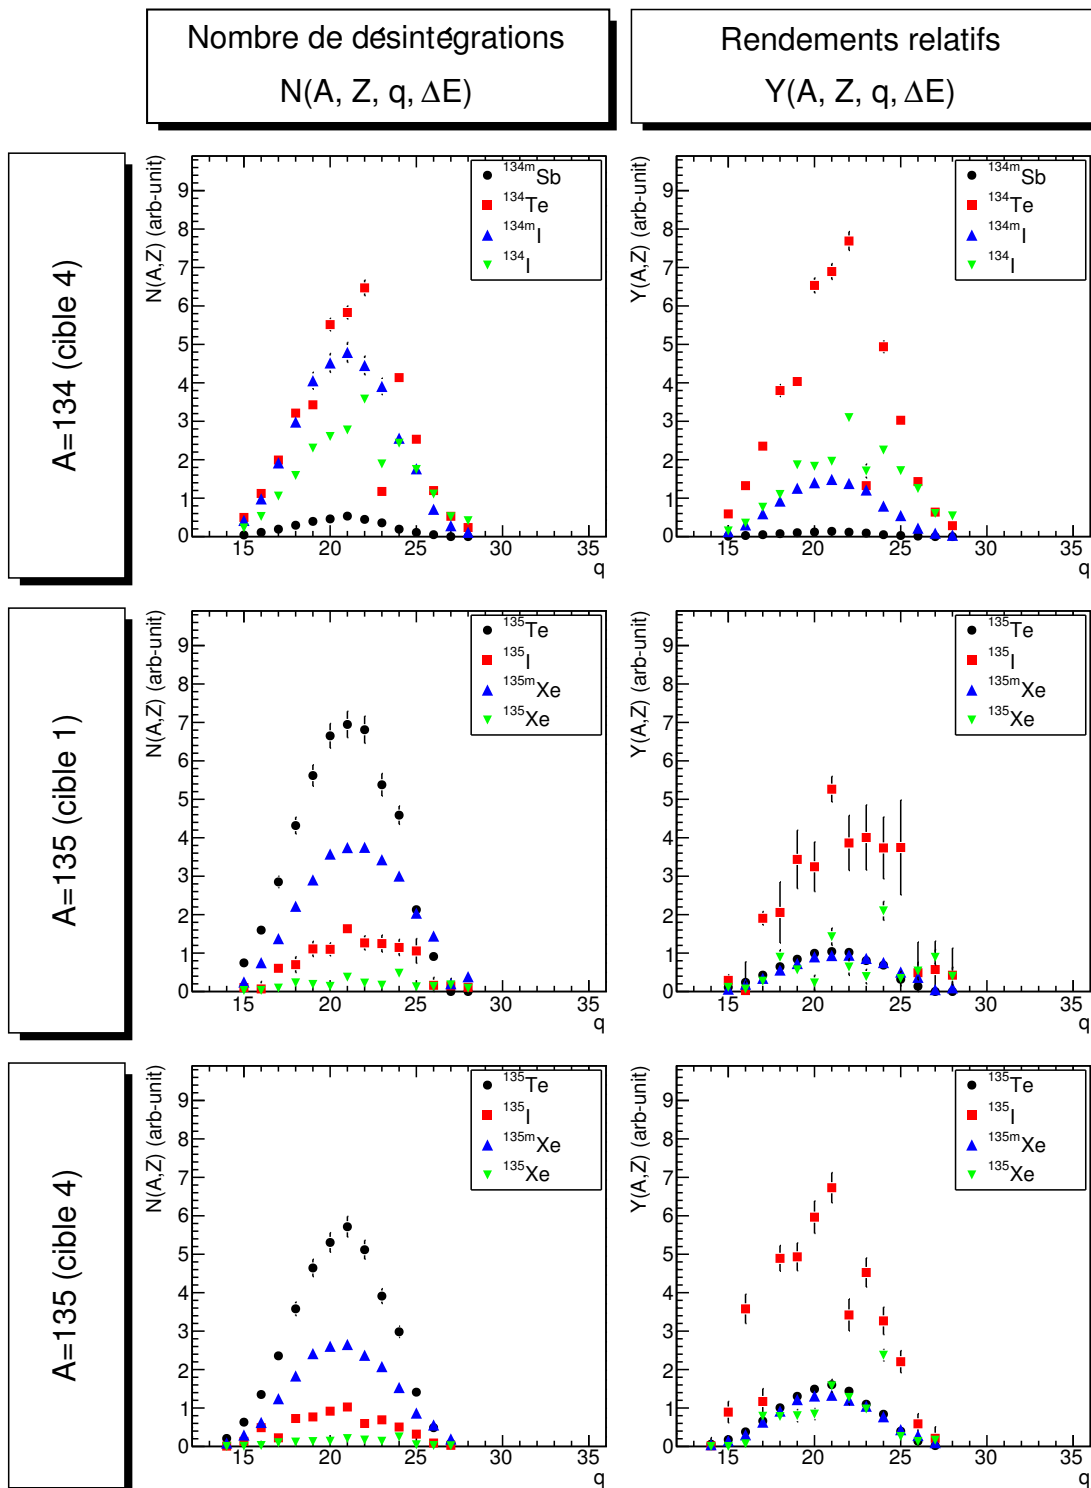 Nombre de désintégrations
N(A, Z, q, ΔE)
Rendements relatifs
Y(A, Z, q, ΔE)
A=134 (cible 4)
N(A,Z) (arb-unit)
9
8
7
6
5
4
3
2
1
0
15 20 25 30 35
q
134mSb
134Te
134mI
134I
Y(A,Z) (arb-unit)
9
8
7
6
5
4
3
2
1
0
15 20 25 30 35
q
134mSb
134Te
134mI
134I
A=135 (cible 1)
N(A,Z) (arb-unit)
9
8
7
6
5
4
3
2
1
0
15 20 25 30 35
q
135Te
135I
135mXe
135Xe
Y(A,Z) (arb-unit)
9
8
7
6
5
4
3
2
1
0
15 20 25 30 35
q
135Te
135I
135mXe
135Xe
A=135 (cible 4)
N(A,Z) (arb-unit)
9
8
7
6
5
4
3
2
1
0
15 20 25 30 35
q
135Te
135I
135mXe
135Xe
Y(A,Z) (arb-unit)
9
8
7
6
5
4
3
2
1
0
15 20 25 30 35
q
135Te
135I
135mXe
135Xe